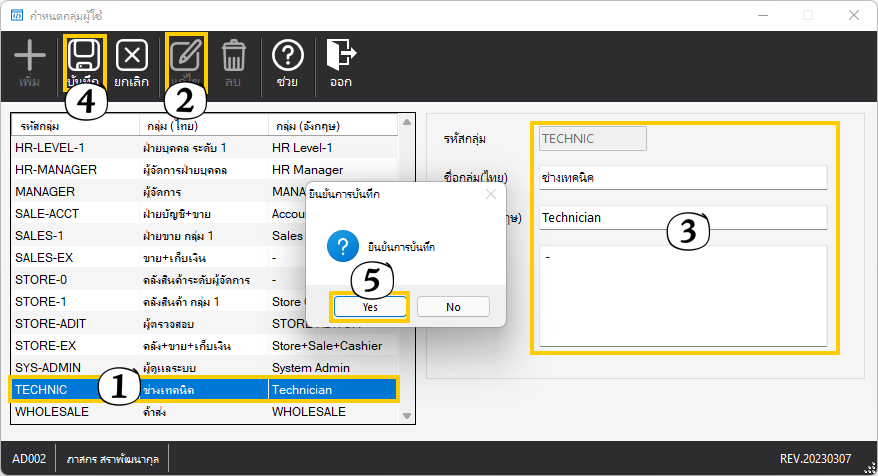 กำหนดกลุ่มผู้ใช้
เพิ่ม บันทึก ยกเลิก แก้ไข ลบ ช่วย ออก
4 2
รหัสกลุ่ม กลุ่ม (ไทย) กลุ่ม (อังกฤษ)
HR-LEVEL-1 ฝ่ายบุคคล ระดับ 1 HR Level-1
HR-MANAGER ผู้จัดการฝ่ายบุคคล HR Manager
MANAGER ผู้จัดการ
SALE-ACCT ฝ่ายบัญชี+ขาย
SALES-1 ฝ่ายขาย กลุ่ม 1 Sales
SALES-EX ขาย+เก็บเงิน -
STORE-0 คลังสินค้าระดับผู้จัดการ -
STORE-1 คลังสินค้า กลุ่ม 1 Store
STORE-ADIT ผู้ตรวจสอบ
STORE-EX คลัง+ขาย+เก็บเงิน Store+Sale+Cashier
SYS-ADMIN ผู้ดูแลระบบ System Admin
TECHNIC 1 ช่างเทคนิค Technician
WHOLESALE ค้าส่ง WHOLESALE
รหัสกลุ่ม TECHNIC
ชื่อกลุ่ม(ไทย) ช่างเทคนิค
Technician
3
-
ยืนยันการบันทึก
ยืนยันการบันทึก
5
Yes No
AD002 ภาสกร สราพัฒนากุล REV.20230307